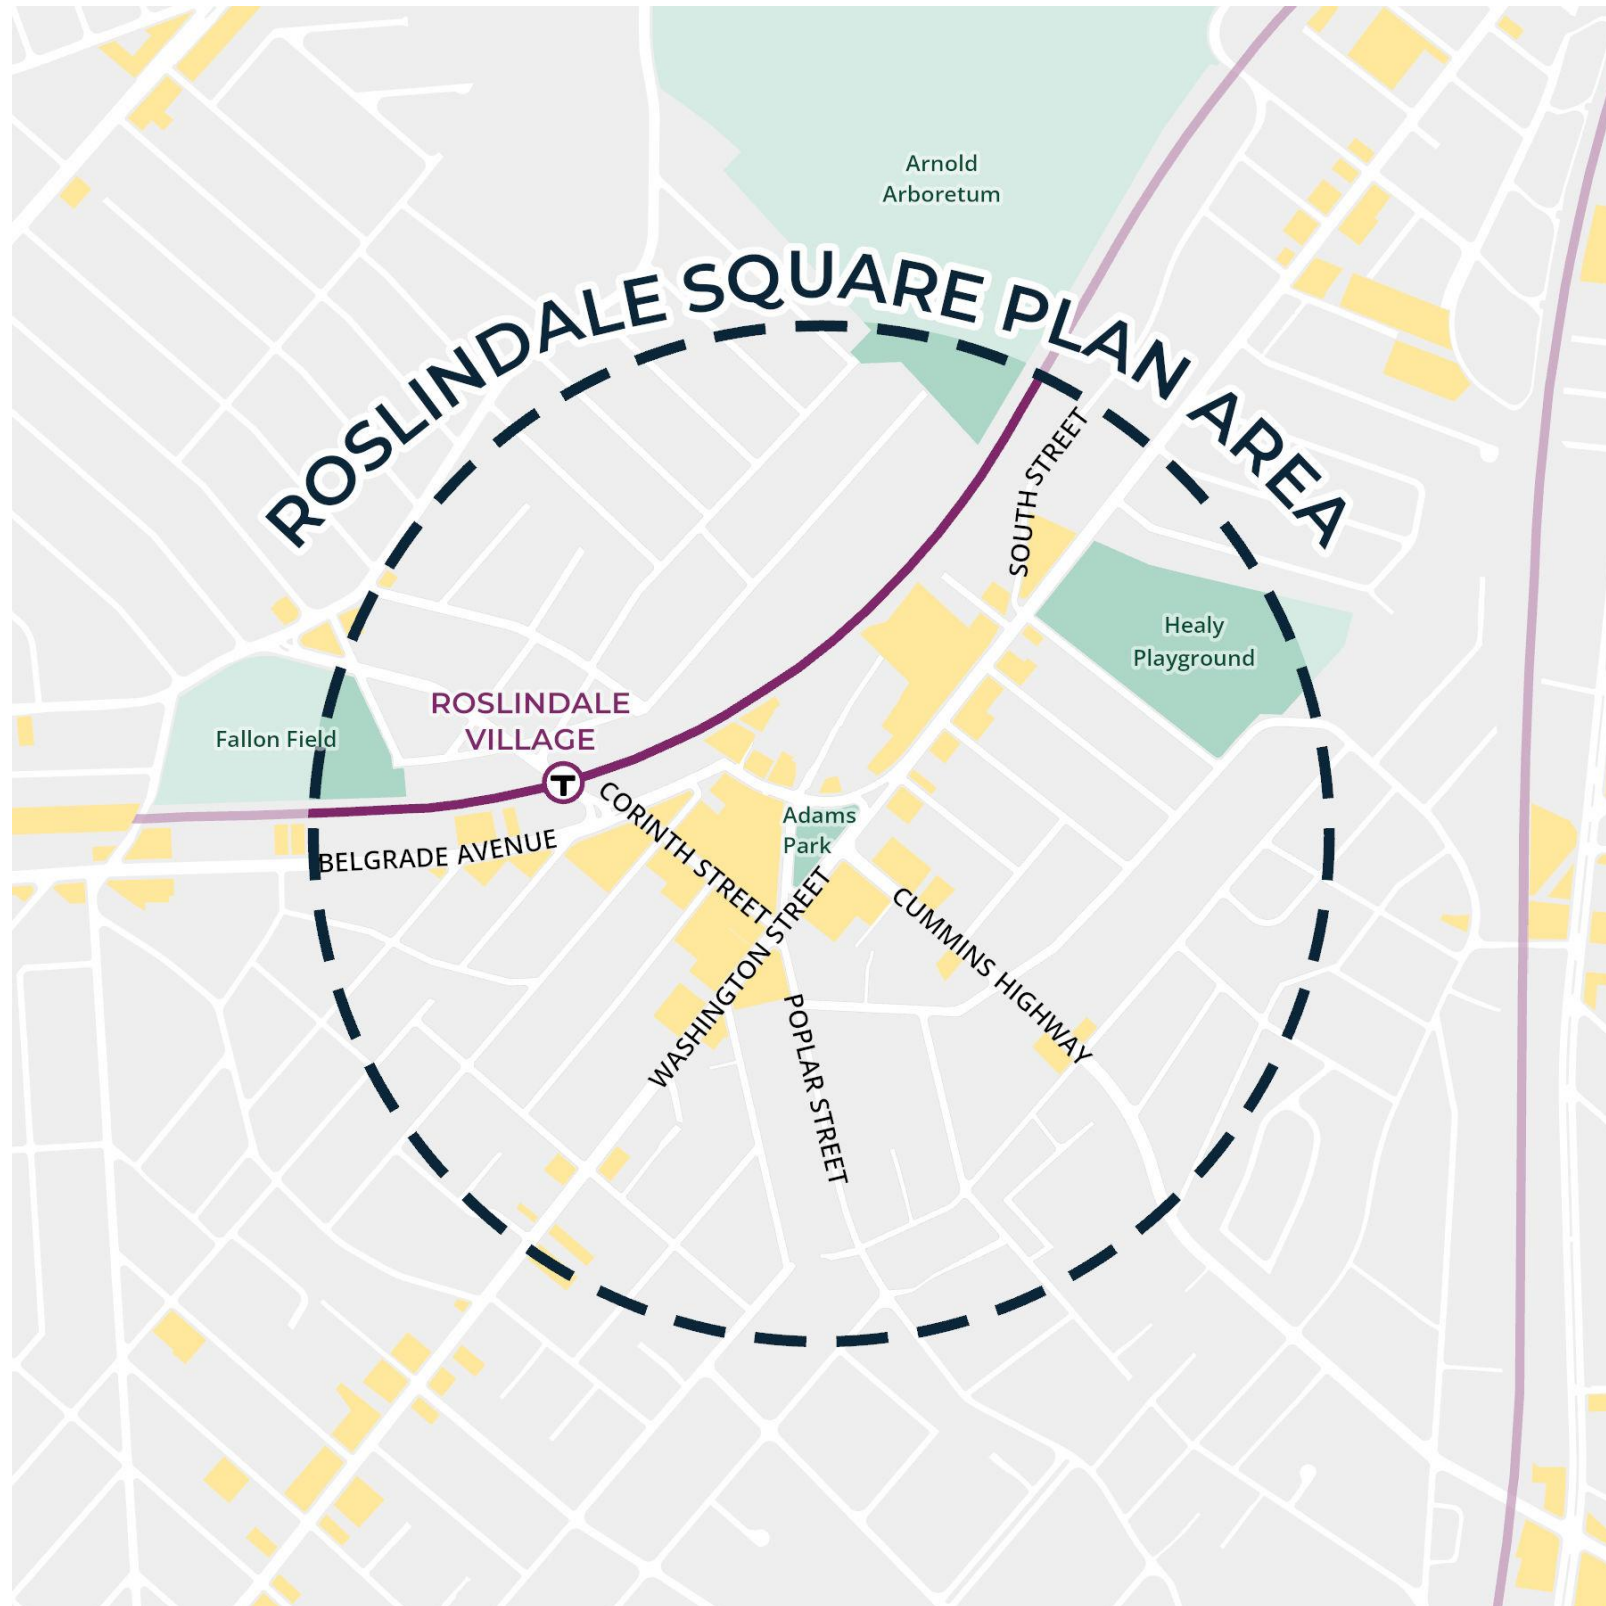 Arnold
Arboretum
ROSLINDALE SQUARE PLAN AREA
SOUTH STREET
Healy
Playground
ROSLINDALE
VILLAGE
Fallon Field
T
CORINTH STREET
Adams
Park
BELGRADE AVENUE
WASHINGTON STREET
CUMMINS HIGHWAY
POPLAR STREET